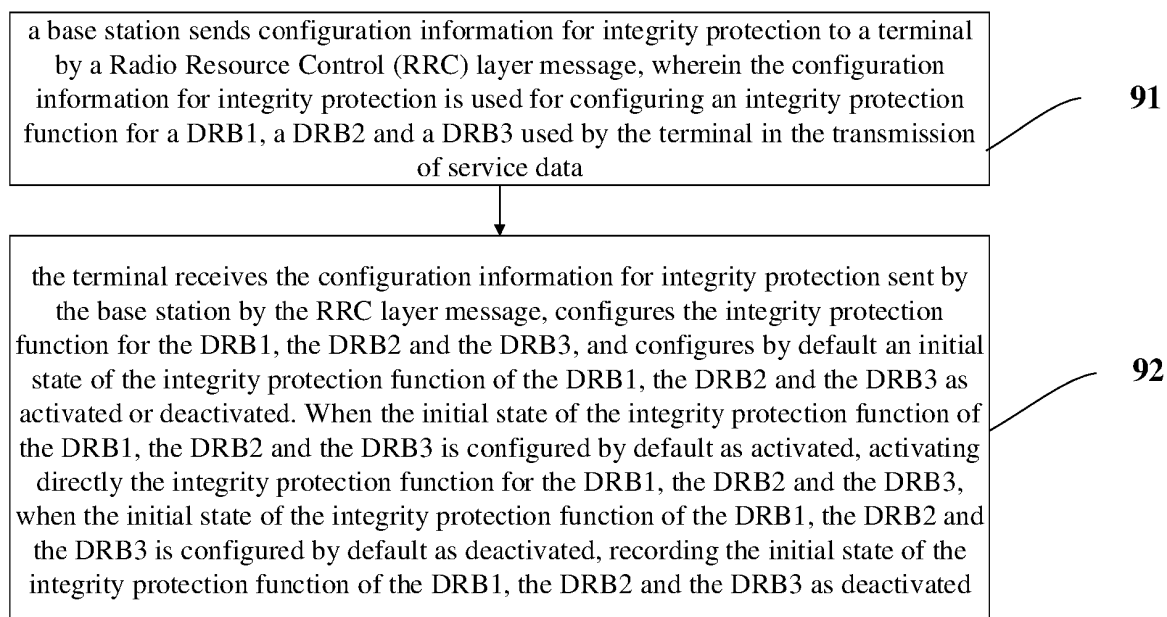 a base station sends configuration information for integrity protection to a terminal
by a Radio Resource Control (RRC) layer message, wherein the configuration
information for integrity protection is used for configuring an integrity protection
function for a DRB1, a DRB2 and a DRB3 used by the terminal in the transmission
of service data
91
the terminal receives the configuration information for integrity protection sent by
the base station by the RRC layer message, configures the integrity protection
function for the DRB1, the DRB2 and the DRB3, and configures by default an initial
state of the integrity protection function of the DRB1, the DRB2 and the DRB3 as
activated or deactivated. When the initial state of the integrity protection function of
the DRB1, the DRB2 and the DRB3 is configured by default as activated, activating
directly the integrity protection function for the DRB1, the DRB2 and the DRB3,
when the initial state of the integrity protection function of the DRB1, the DRB2 and
the DRB3 is configured by default as deactivated, recording the initial state of the
integrity protection function of the DRB1, the DRB2 and the DRB3 as deactivated
92